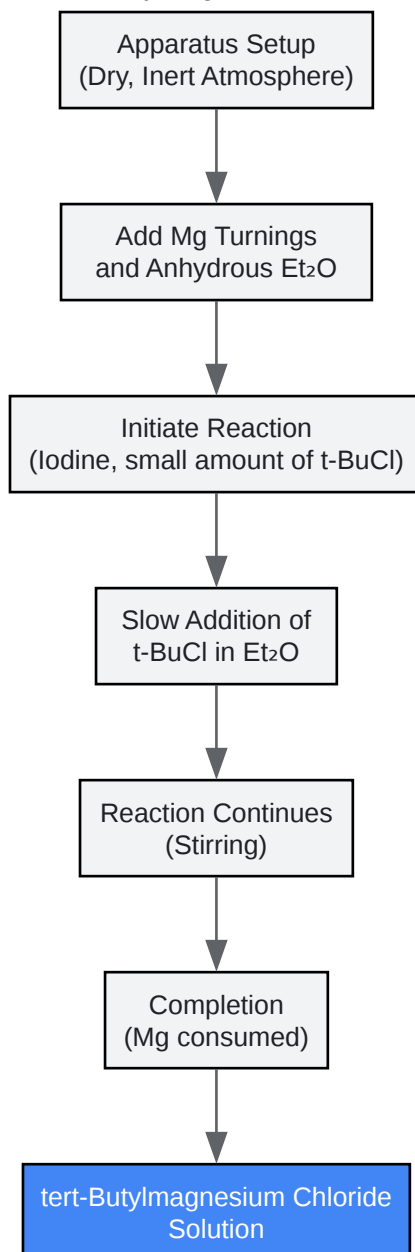 Apparatus Setup
(Dry, Inert Atmosphere)
Add Mg Turnings
and Anhydrous Et₂O
Initiate Reaction
(Iodine, small amount of t-BuCl)
Slow Addition of
t-BuCl in Et₂O
Reaction Continues
(Stirring)
Completion
(Mg consumed)
tert-Butylmagnesium Chloride
Solution